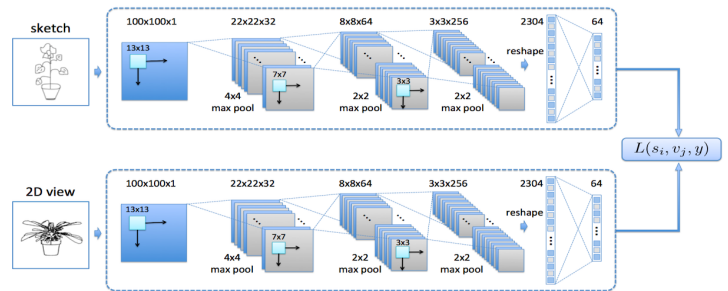 sketch
100x100x1 22x22x32 8x8x64 3x3x256 2304 64
13x13
7x7
3x3
reshape
4x4
max pool
2x2
max pool
2x2
max pool
L(s_i, v_j, y)
2D view
100x100x1 22x22x32 8x8x64 3x3x256 2304 64
13x13
7x7
3x3
reshape
4x4
max pool
2x2
max pool
2x2
max pool